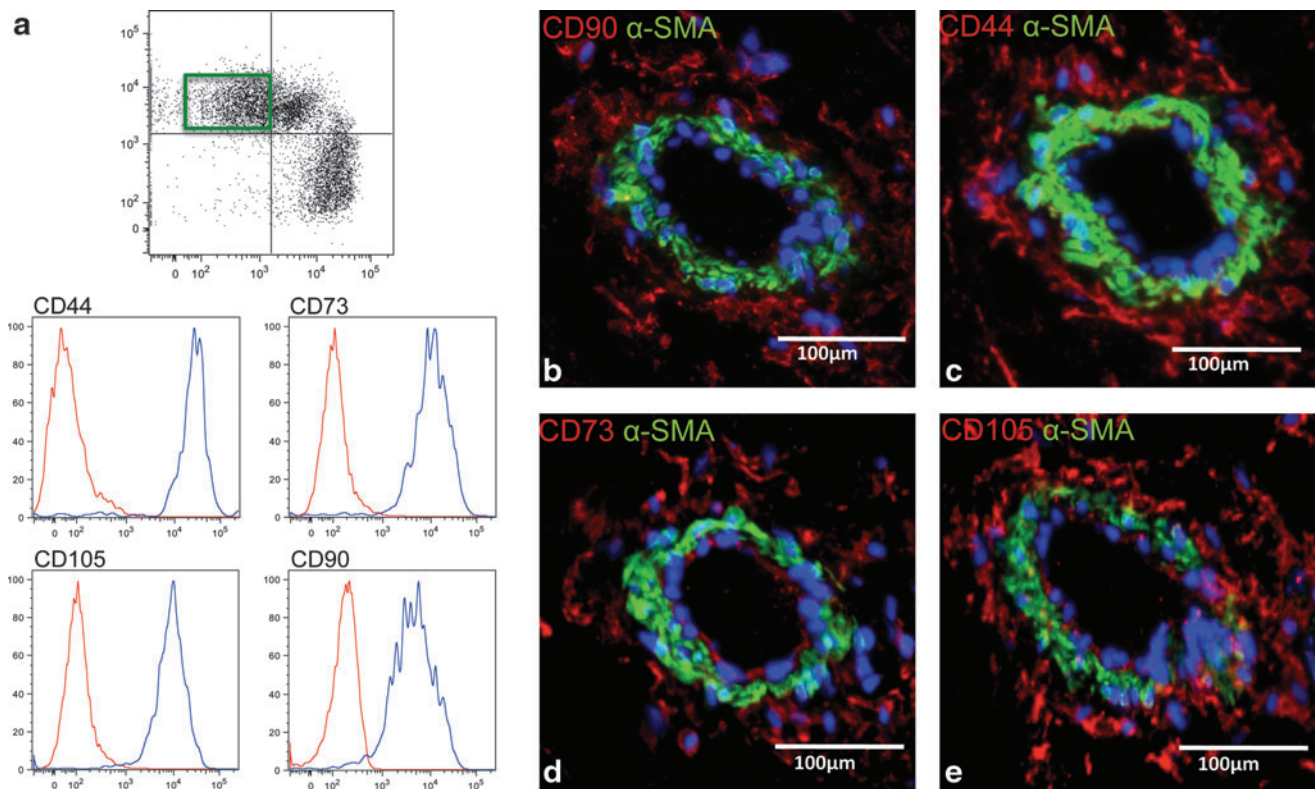 a
10⁵
10⁴
10³
10²
0
0 10² 10³ 10⁴ 10⁵
CD44
100
80
60
40
20
0
0 10² 10³ 10⁴ 10⁵
CD73
100
80
60
40
20
0
0 10² 10³ 10⁴ 10⁵
CD105
100
80
60
40
20
0
0 10² 10³ 10⁴ 10⁵
CD90
100
80
60
40
20
0
0 10² 10³ 10⁴ 10⁵
CD90 α-SMA
100µm
b
CD44 α-SMA
100µm
c
CD73 α-SMA
100µm
d
CD105 α-SMA
100µm
e